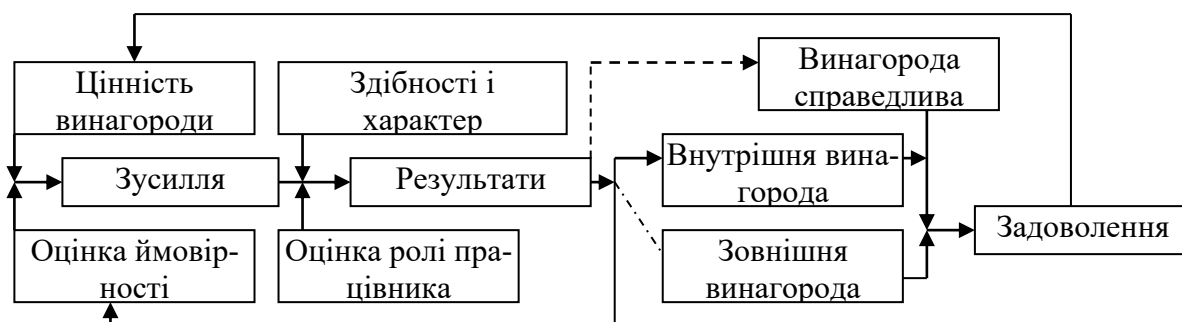 Цінність
винагороди
Здібності і
характер
Винагорода
справедлива
Зусилля
Результати
Внутрішня вина-
города
Оцінка ймовір-
ності
Оцінка ролі пра-
цівника
Зовнішня
винагорода
Задоволення